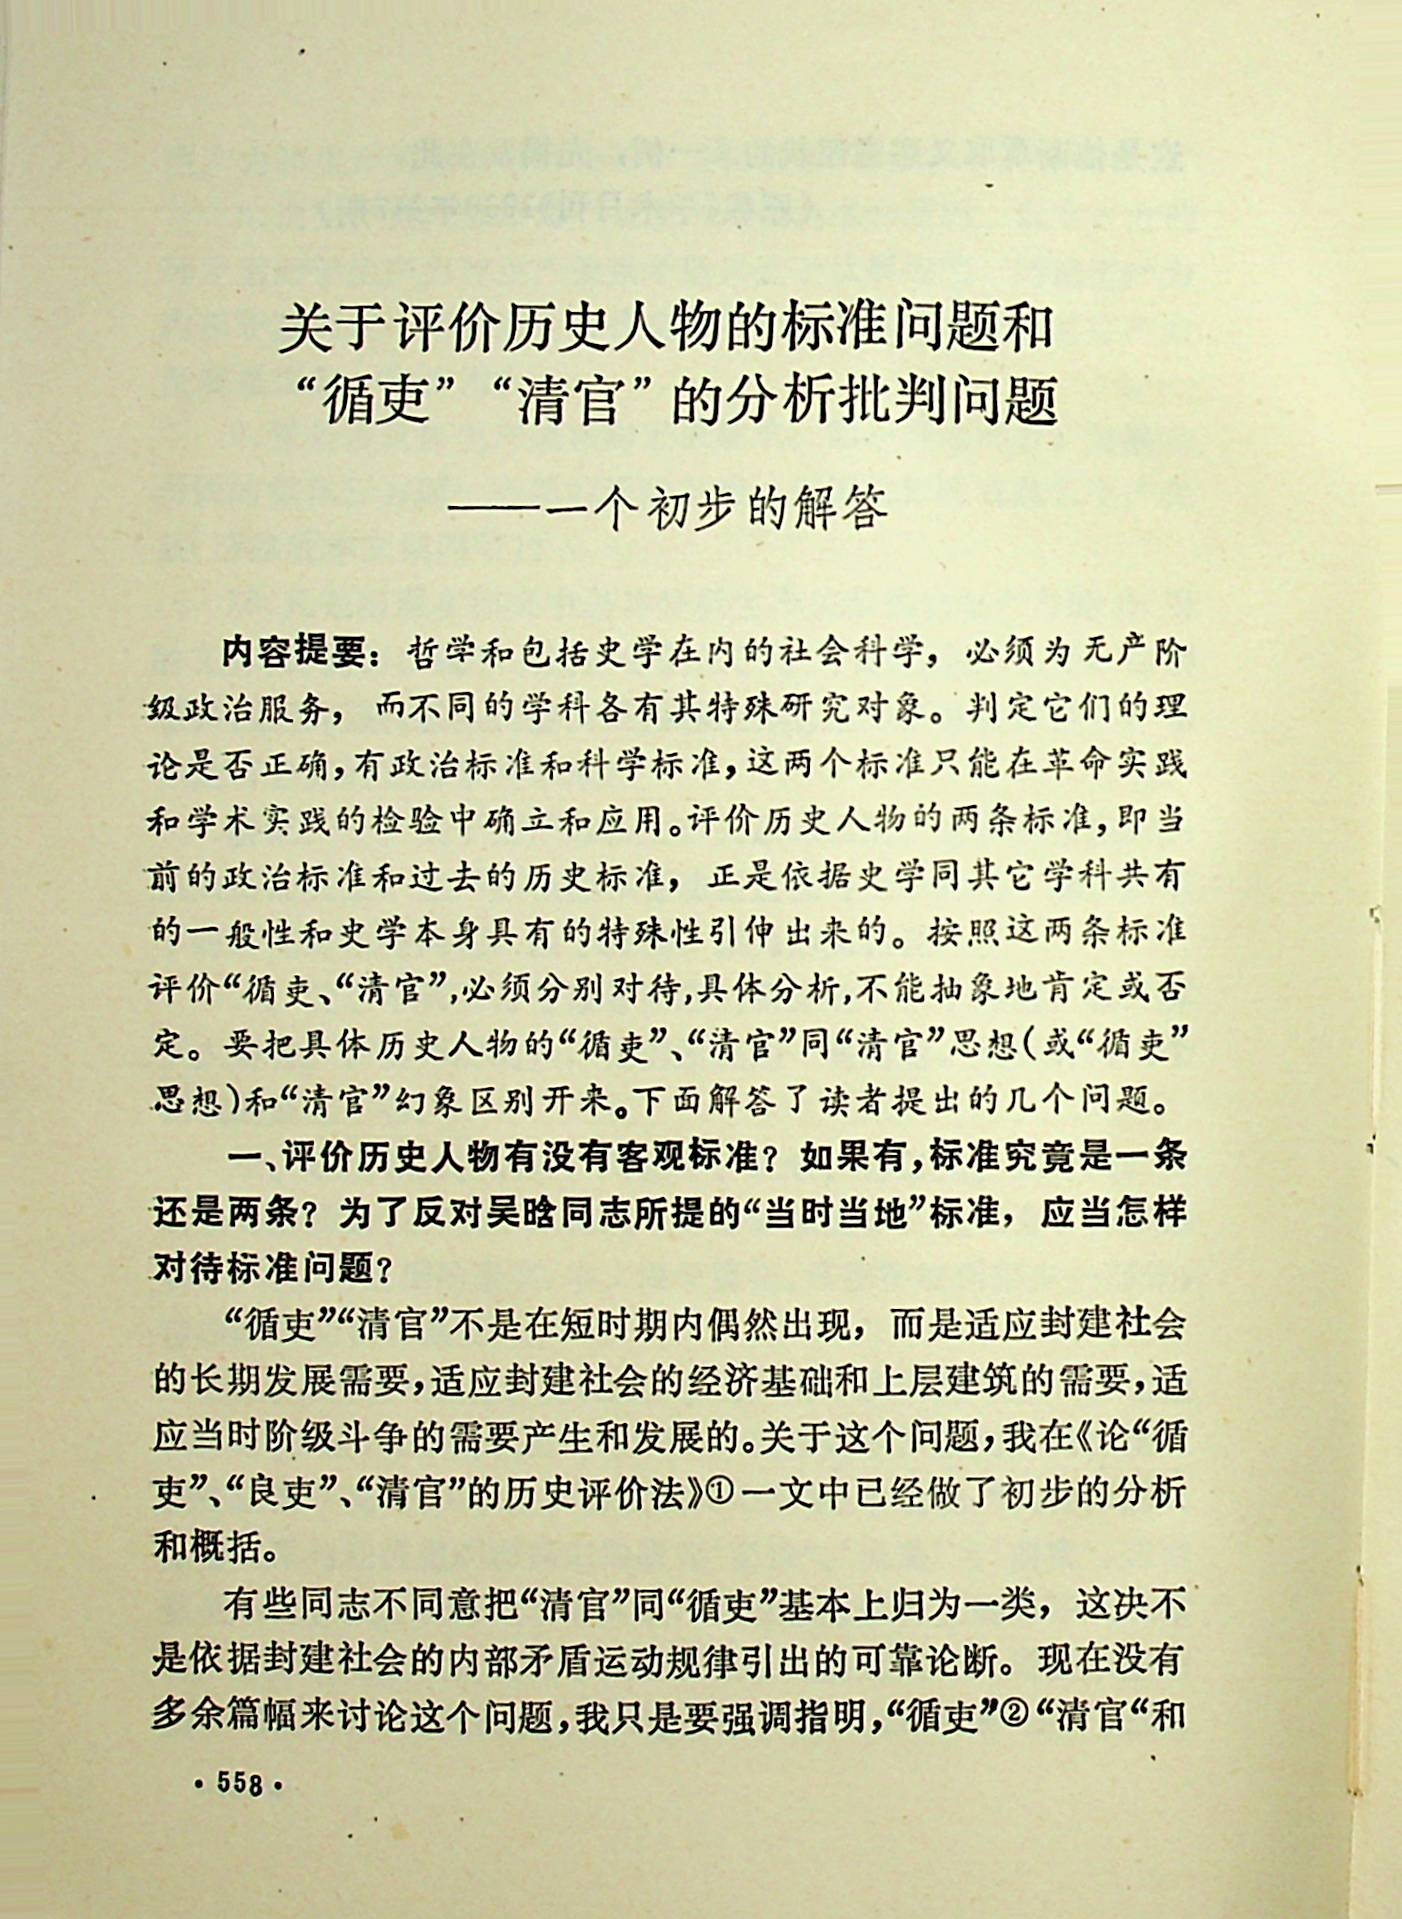 关于评价历史人物的标准问题和
“循吏”“清官”的分析批判问题
——一个初步的解答
内容提要：哲学和包括史学在内的社会科学，必须为无产阶
级政治服务，而不同的学科各有其特殊研究对象。判定它们的理
论是否正确，有政治标准和科学标准，这两个标准只能在革命实践
和学术实践的检验中确立和应用。评价历史人物的两条标准，即当
前的政治标准和过去的历史标准，正是依据史学同其它学科共有
的一般性和史学本身具有的特殊性引伸出来的。按照这两条标准
评价“循吏、“清官”，必须分别对待，具体分析，不能抽象地肯定或否
定。要把具体历史人物的“循吏”、“清官”同“清官”思想（或“循吏”
思想）和“清官”幻象区别开来。下面解答了读者提出的几个问题。
一、评价历史人物有没有客观标准？如果有，标准究竟是一条
还是两条？为了反对吴晗同志所提的“当时当地”标准，应当怎样
对待标准问题？
“循吏”“清官”不是在短时期内偶然出现，而是适应封建社会
的长期发展需要，适应封建社会的经济基础和上层建筑的需要，适
应当时阶级斗争的需要产生和发展的。关于这个问题，我在《论“循
吏”、“良吏”、“清官”的历史评价法》①一文中已经做了初步的分析
和概括。
有些同志不同意把“清官”同“循吏”基本上归为一类，这决不
是依据封建社会的内部矛盾运动规律引出的可靠论断。现在没有
多余篇幅来讨论这个问题，我只是要强调指明，“循吏”②“清官“和
·558·